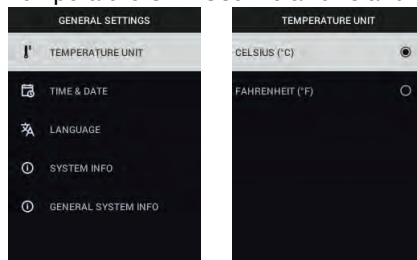 GENERAL SETTINGS
TEMPERATURE UNIT
TIME & DATE
LANGUAGE
SYSTEM INFO
GENERAL SYSTEM INFO
TEMPERATURE UNIT
CELSIUS (°C)
FAHRENHEIT (°F)